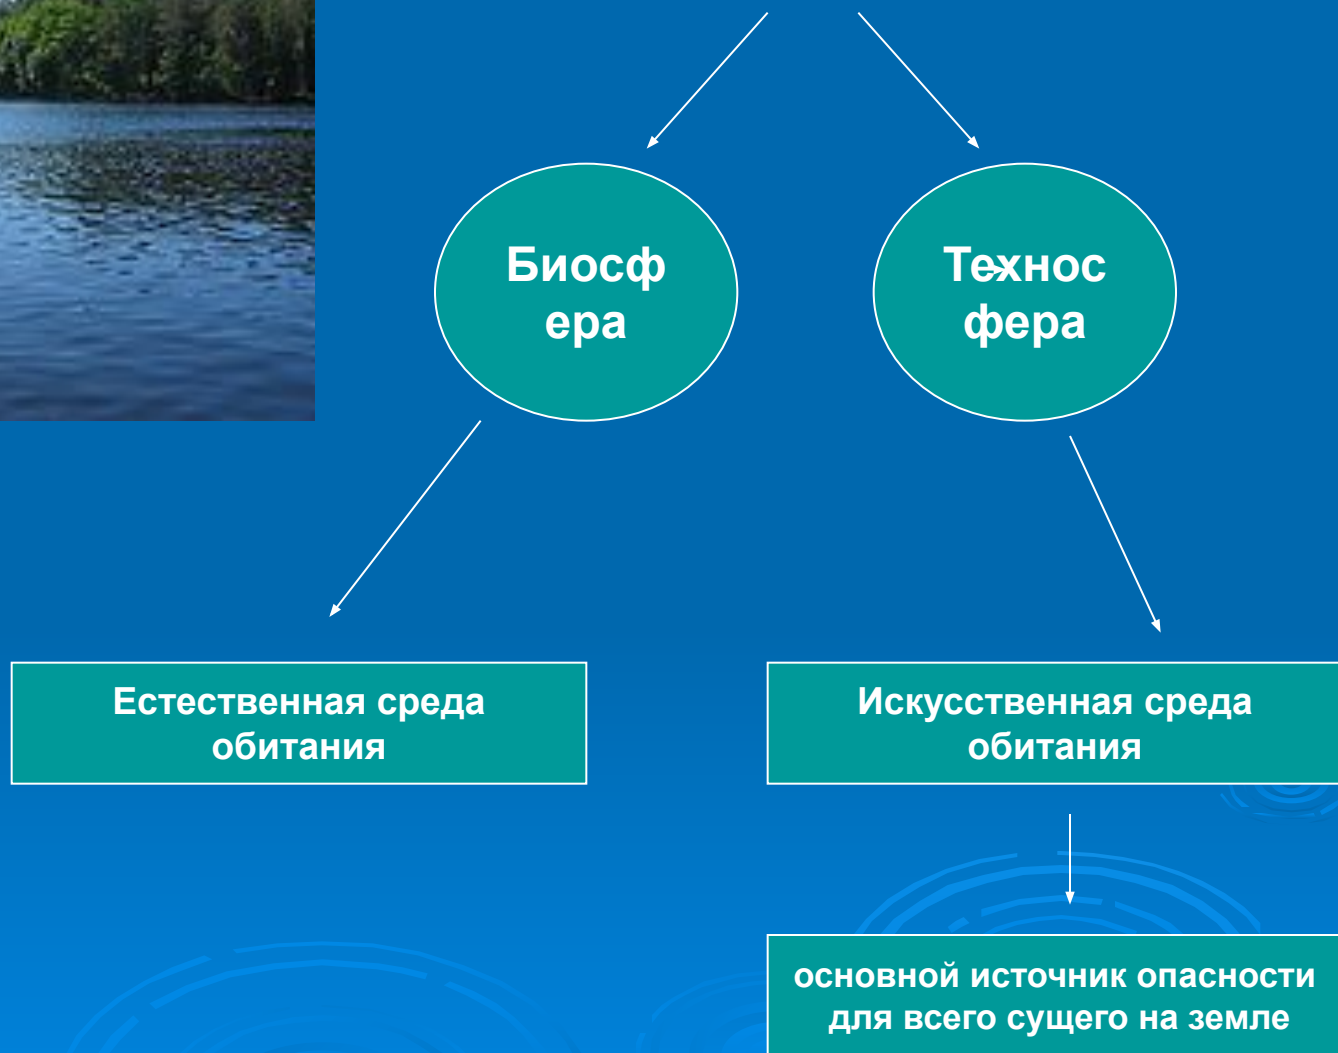 Биосф
ера
Технос
фера
Естественная среда
обитания
Искусственная среда
обитания
основной источник опасности
для всего сущего на земле